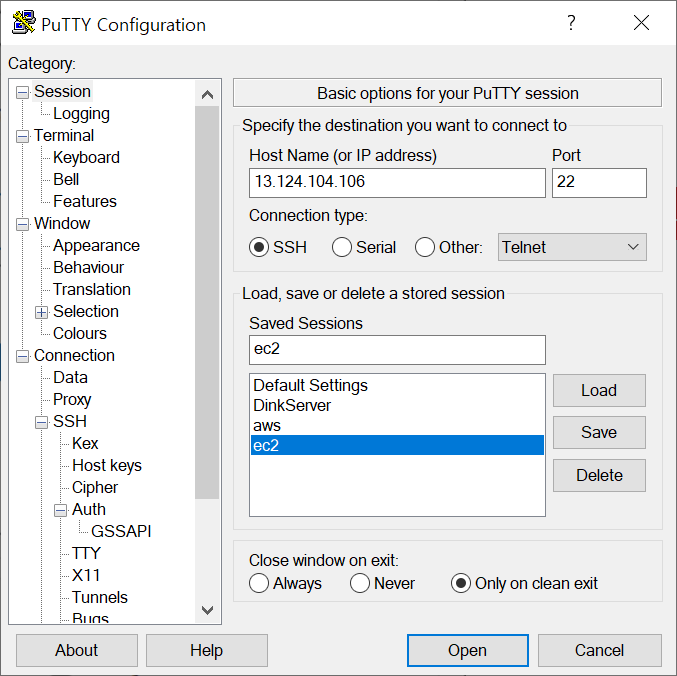 PuTTY Configuration
?
Category:
Session
Logging
Terminal
Keyboard
Bell
Features
Window
Appearance
Behaviour
Translation
Selection
Colours
Connection
Data
Proxy
SSH
Kex
Host keys
Cipher
Auth
GSSAPI
TTY
X11
Tunnels
Bugs
Basic options for your PuTTY session
Specify the destination you want to connect to
Host Name (or IP address) Port
13.124.104.106 22
Connection type:
SSH Serial Other: Telnet
Load, save or delete a stored session
Saved Sessions
ec2
Default Settings
DinkServer
aws
ec2
Load
Save
Delete
Close window on exit:
Always Never Only on clean exit
About Help Open Cancel